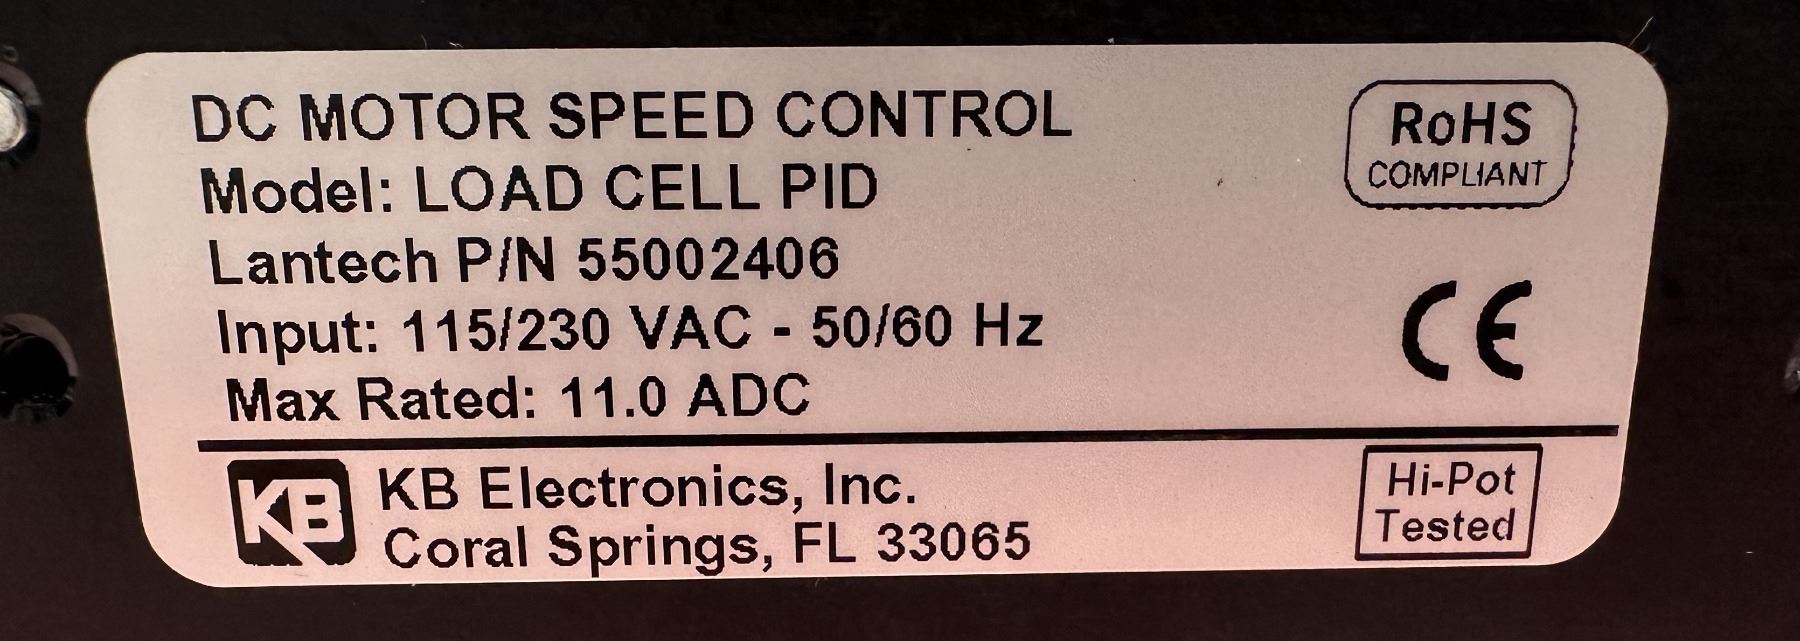 DC MOTOR SPEED CONTROL
Model: LOAD CELL PID
Lantech P/N 55002406
Input: 115/230 VAC - 50/60 Hz
Max Rated: 11.0 ADC
RoHS
COMPLIANT
CE
KB
KB Electronics, Inc.
Coral Springs, FL 33065
Hi-Pot
Tested